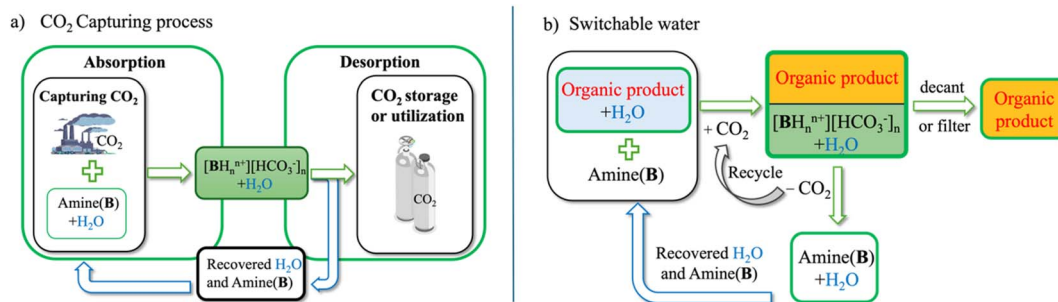 a) CO₂ Capturing process
Absorption
Desorption
Capturing CO₂
CO₂
Amine(B)
+H₂O
[BHₙⁿ⁺][HCO₃⁻]ₙ
+H₂O
CO₂ storage
or utilization
CO₂
Recovered H₂O
and Amine(B)
b) Switchable water
Organic product
+H₂O
Amine(B)
+ CO₂
Recycle
– CO₂
Organic product
[BHₙⁿ⁺][HCO₃⁻]ₙ
+H₂O
decant
or filter
Organic
product
Recovered H₂O
and Amine(B)
Amine(B)
+H₂O